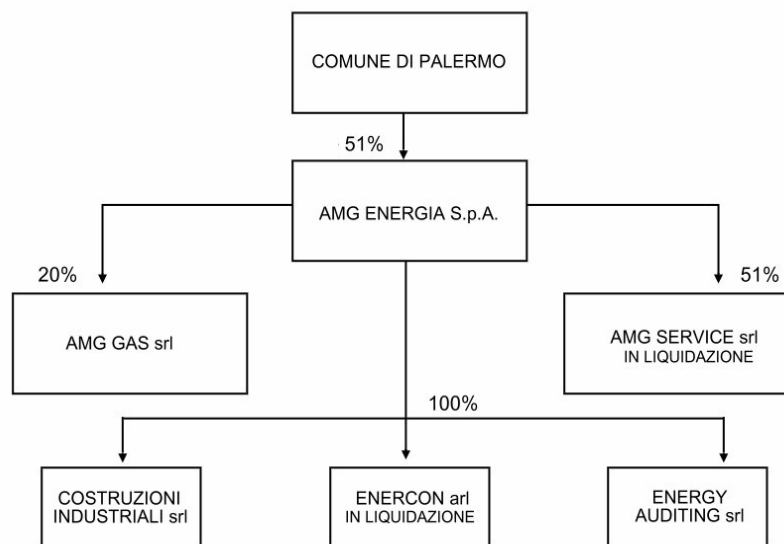 COMUNE DI PALERMO
51%
AMG ENERGIA S.p.A.
20%
51%
AMG GAS srl
AMG SERVICE srl
IN LIQUIDAZIONE
100%
COSTRUZIONI
INDUSTRIALI srl
ENERCON arl
IN LIQUIDAZIONE
ENERGY
AUDITING srl